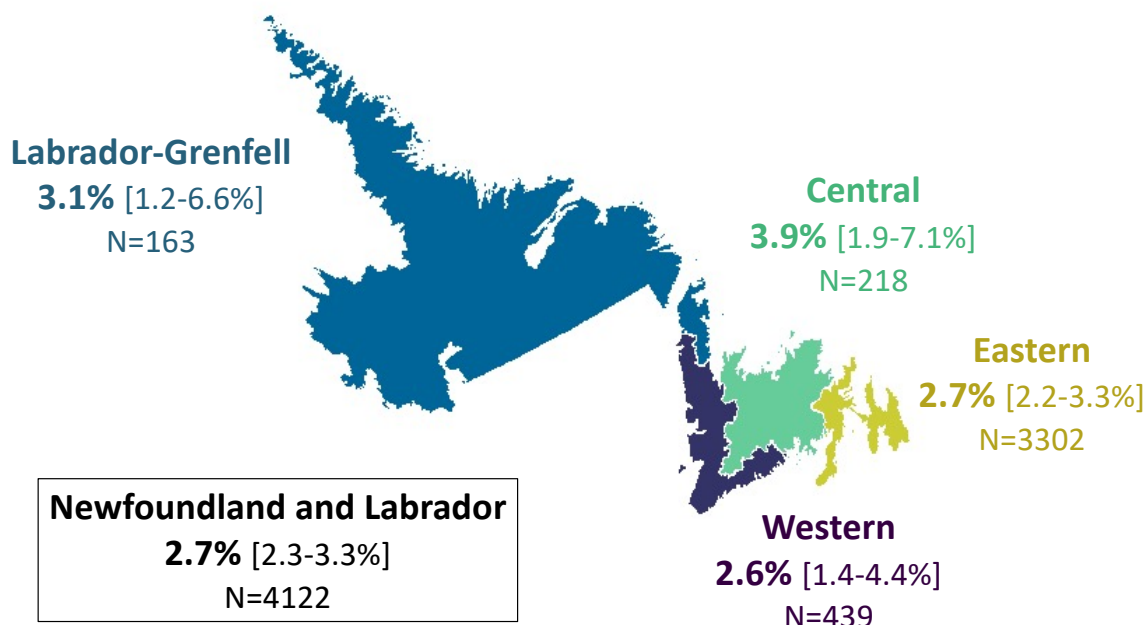 Labrador-Grenfell
3.1% [1.2-6.6%]
N=163
Central
3.9% [1.9-7.1%]
N=218
Eastern
2.7% [2.2-3.3%]
N=3302
Newfoundland and Labrador
2.7% [2.3-3.3%]
N=4122
Western
2.6% [1.4-4.4%]
N=439